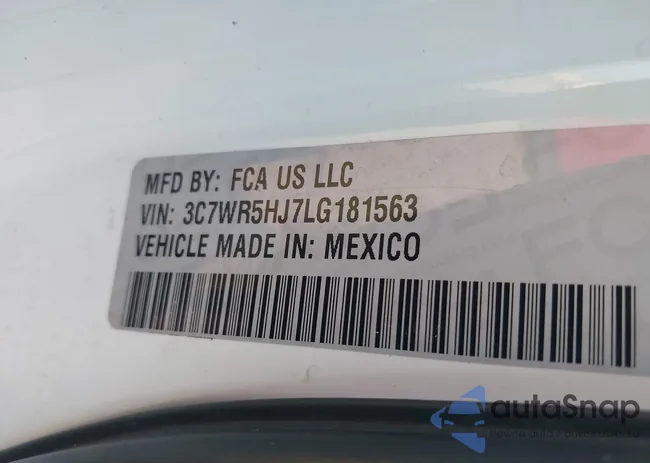 MFD BY: FCA US LLC
VIN: 3C7WR5HJ7LG181563
VEHICLE MADE IN: MEXICO
autoSnap